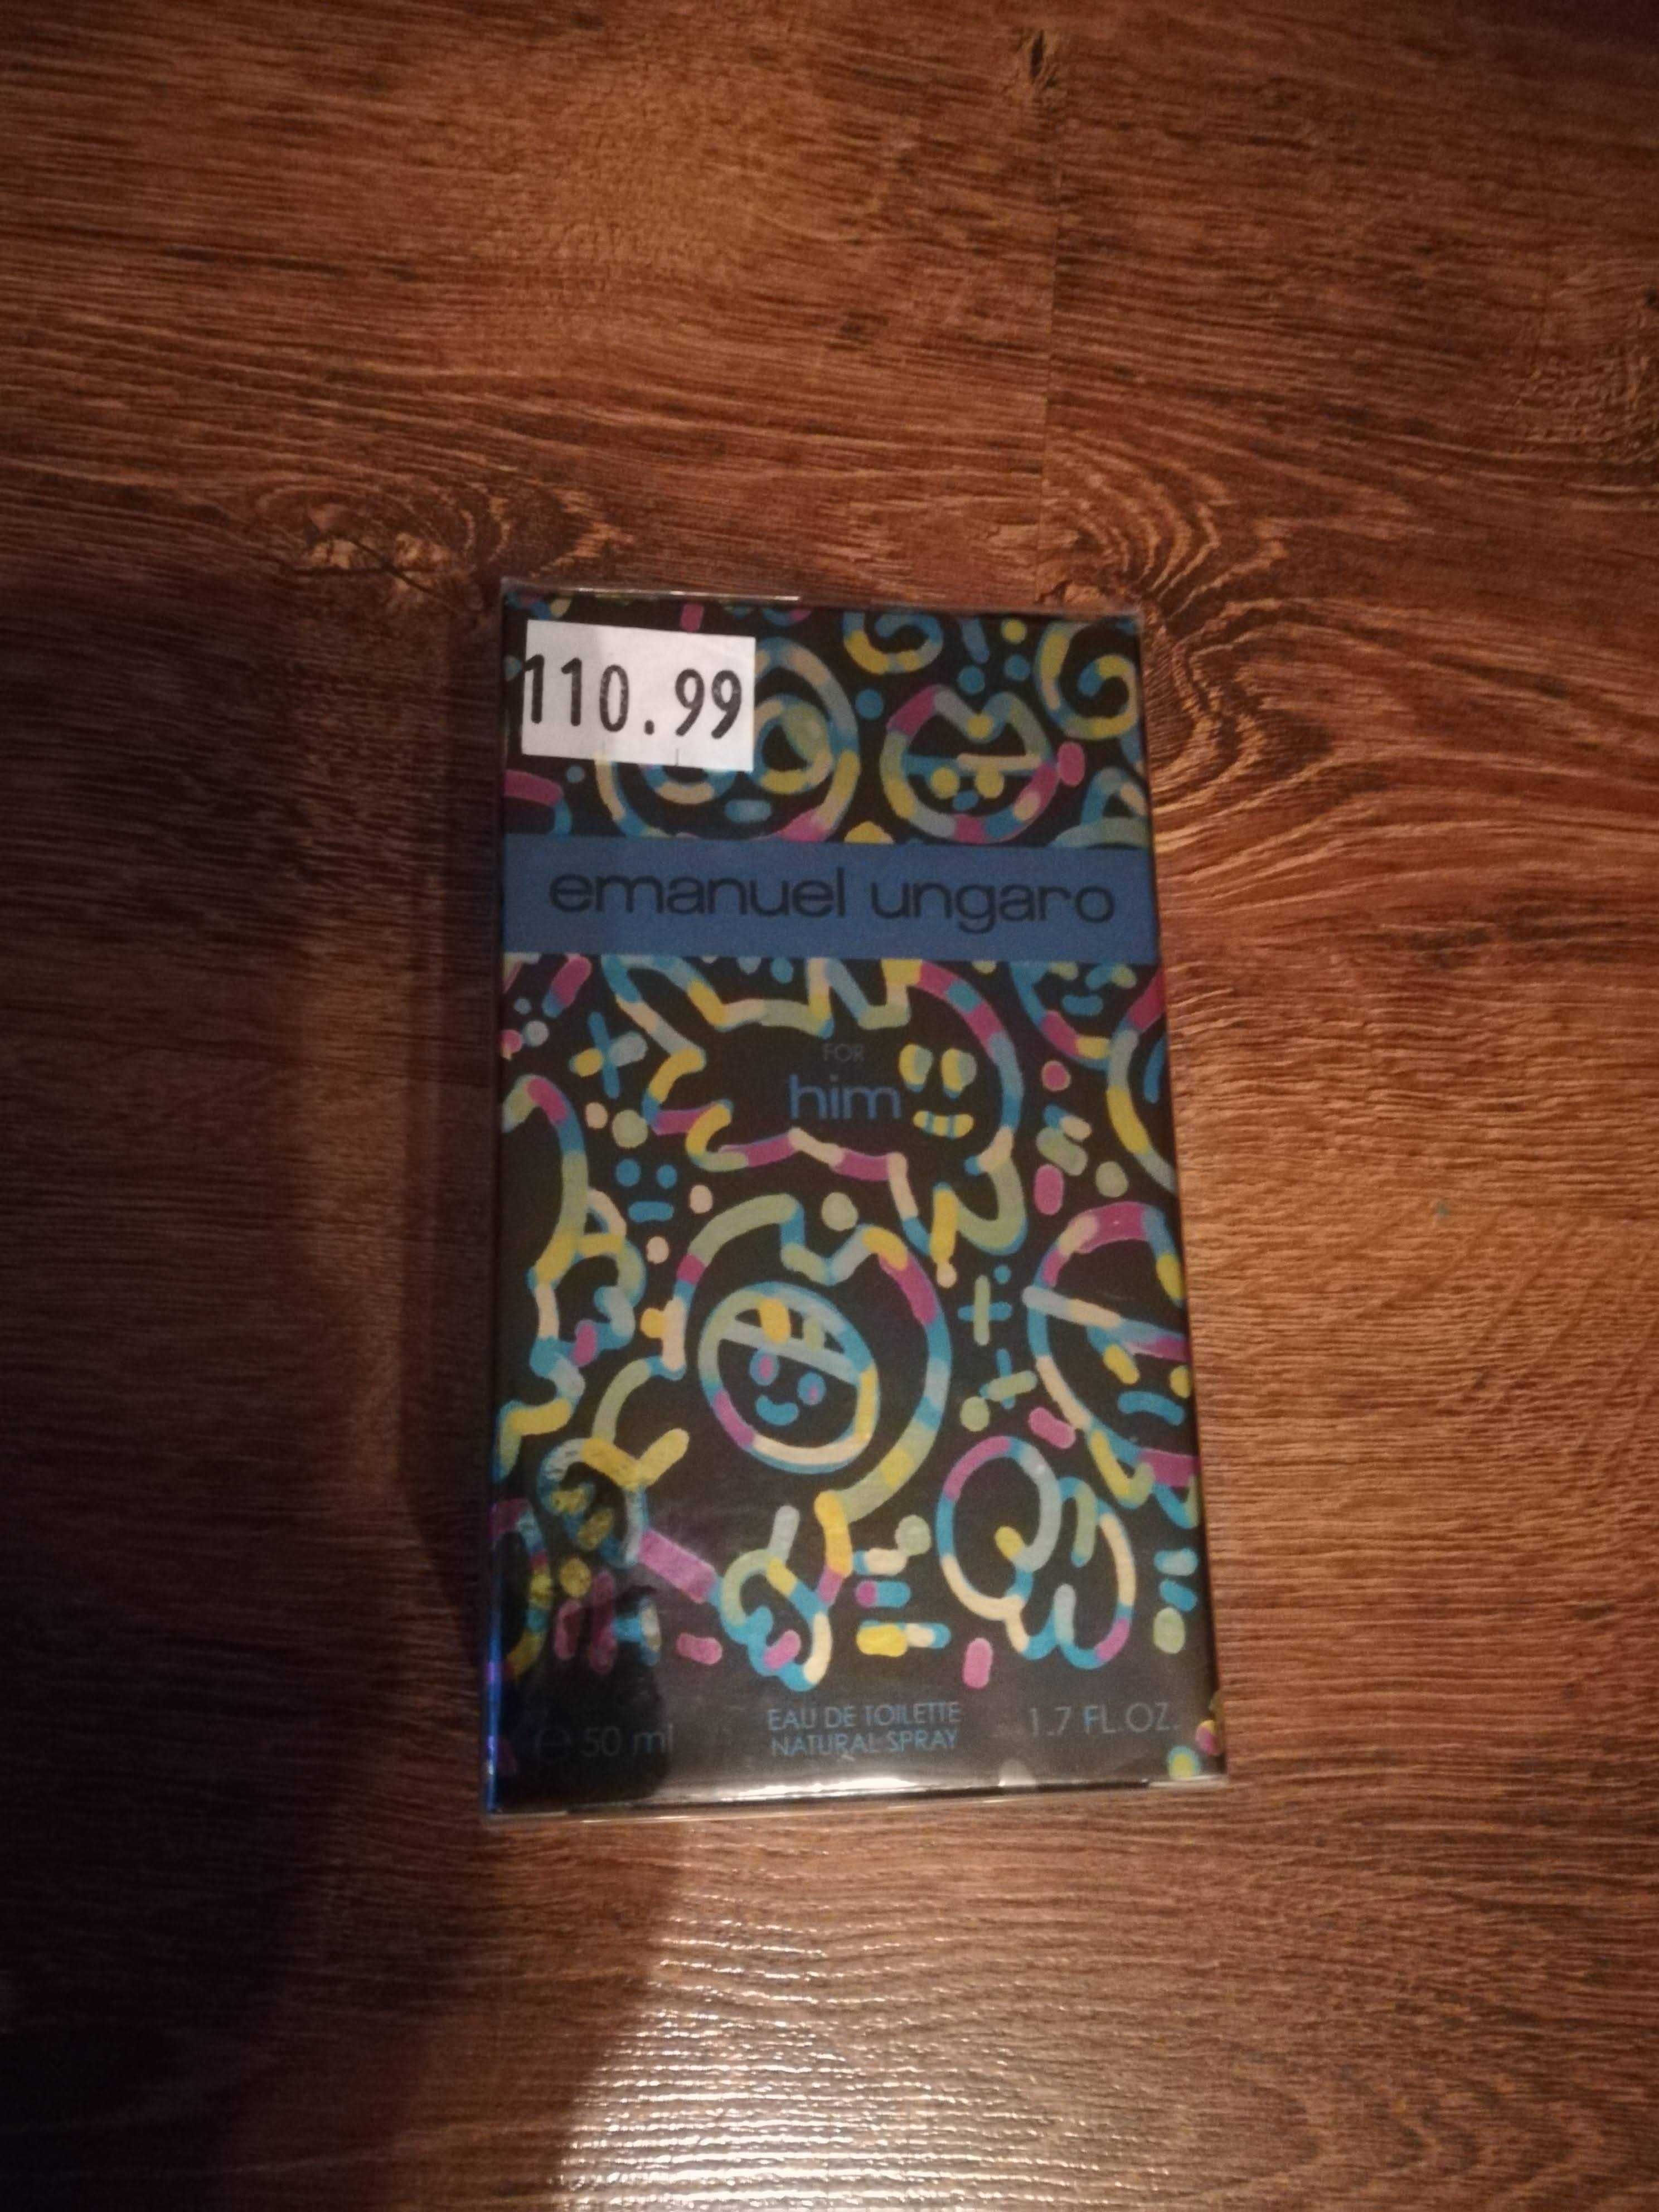 110.99
emanuel ungaro
FOR
him
℮ 50 ml
EAU DE TOILETTE
NATURAL SPRAY
1.7 FL.OZ.